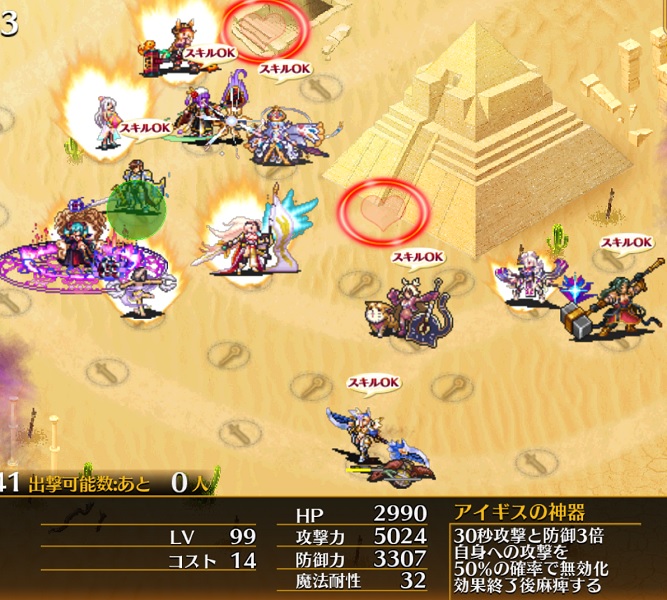 3
スキルOK
スキルOK
スキルOK
スキルOK
スキルOK
スキルOK
41 出撃可能数:あと 0人
LV 99
コスト 14
HP 2990
攻撃力 5024
防御力 3307
魔法耐性 32
アイギスの神器
30秒攻撃と防御3倍
自身への攻撃を
50%の確率で無効化
効果終了後麻痺する